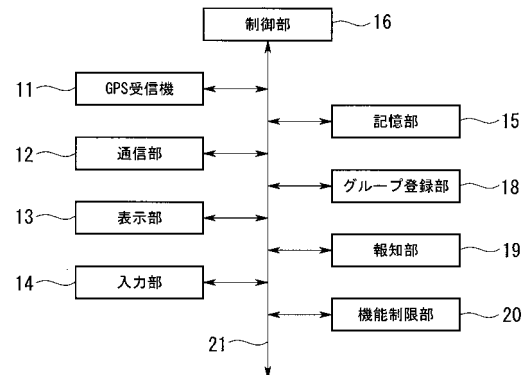 制御部 16
11 GPS受信機
記憶部 15
12 通信部
グループ登録部 18
13 表示部
報知部 19
14 入力部
機能制限部 20
21